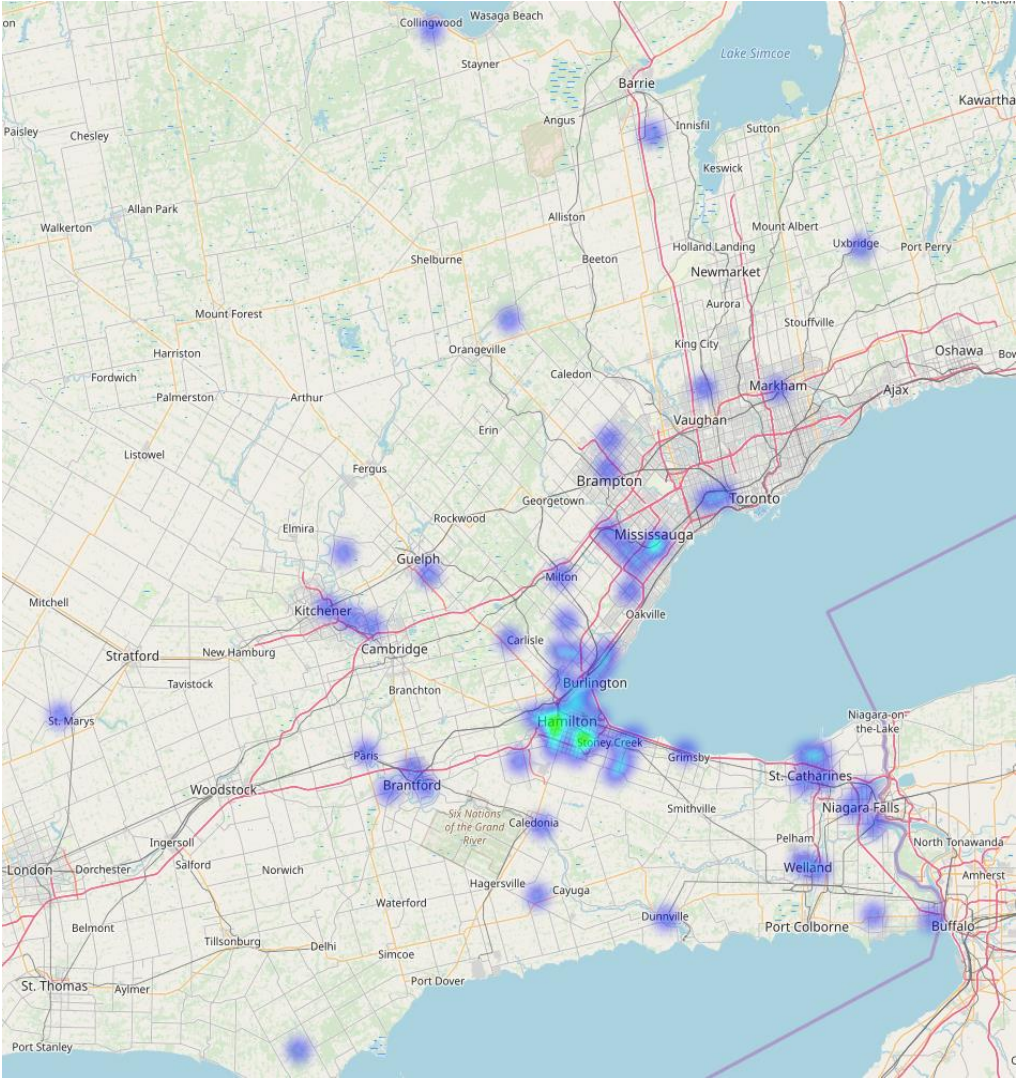 Collingwood
Wasaga Beach
Stayner
Lake Simcoe
Barrie
Kawartha
Angus
Innisfil
Sutton
Paisley
Chesley
Keswick
Allan Park
Alliston
Walkerton
Mount Albert
Shelburne
Beeton
Holland Landing
Uxbridge
Port Perry
Newmarket
Aurora
Mount Forest
Stouffville
Orangeville
King City
Harriston
Oshawa
Bow
Fordwich
Caledon
Markham
Ajax
Palmerston
Arthur
Vaughan
Erin
Listowel
Fergus
Brampton
Georgetown
Toronto
Elmira
Rockwood
Mississauga
Guelph
Milton
Mitchell
Kitchener
Oakville
Carlisle
Stratford
New Hamburg
Cambridge
Tavistock
Branchton
Burlington
St. Marys
Hamilton
Niagara-on
the-Lake
Stoney Creek
Paris
Grimsby
St. Catharines
Woodstock
Brantford
Smithville
Niagara Falls
Six Nations
of the Grand
River
Caledonia
Ingersoll
Pelham
North Tonawanda
London
Dorchester
Salford
Norwich
Welland
Amherst
Hagersville
Cayuga
Waterford
Dunnville
Belmont
Port Colborne
Buffalo
Tillsonburg
Delhi
Simcoe
Port Dover
St. Thomas
Aylmer
Port Stanley